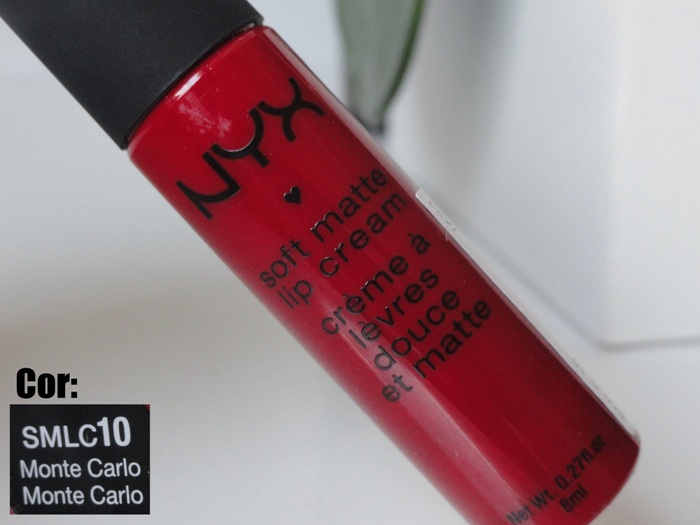 NYX
soft matte
lip cream
crème à
lèvres
douce
et matte
Net Wt. 0.27fl.oz
8ml
Cor:
SMLC10
Monte Carlo
Monte Carlo